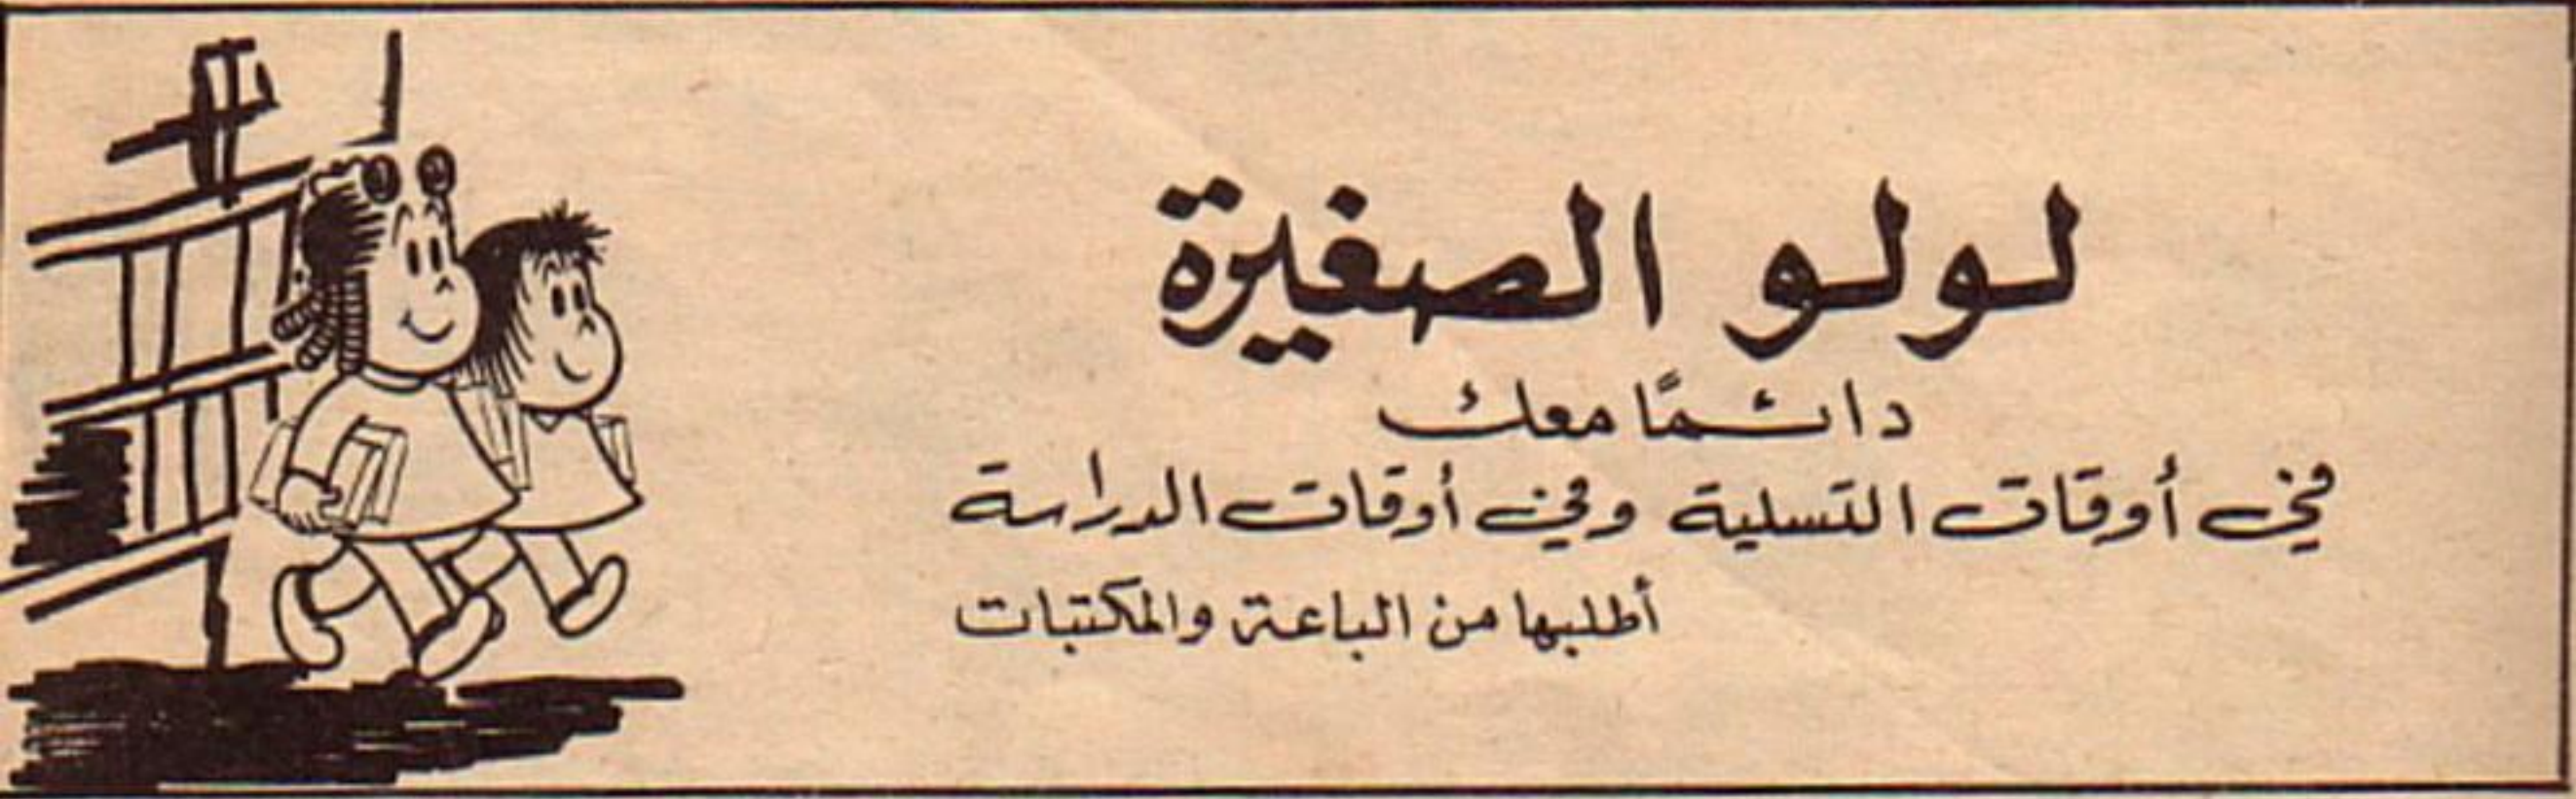 لولو الصغيرة
دائمًا معك
في أوقات التسلية وفي أوقات الدراسة
أطلبها من الباعة والمكتبات